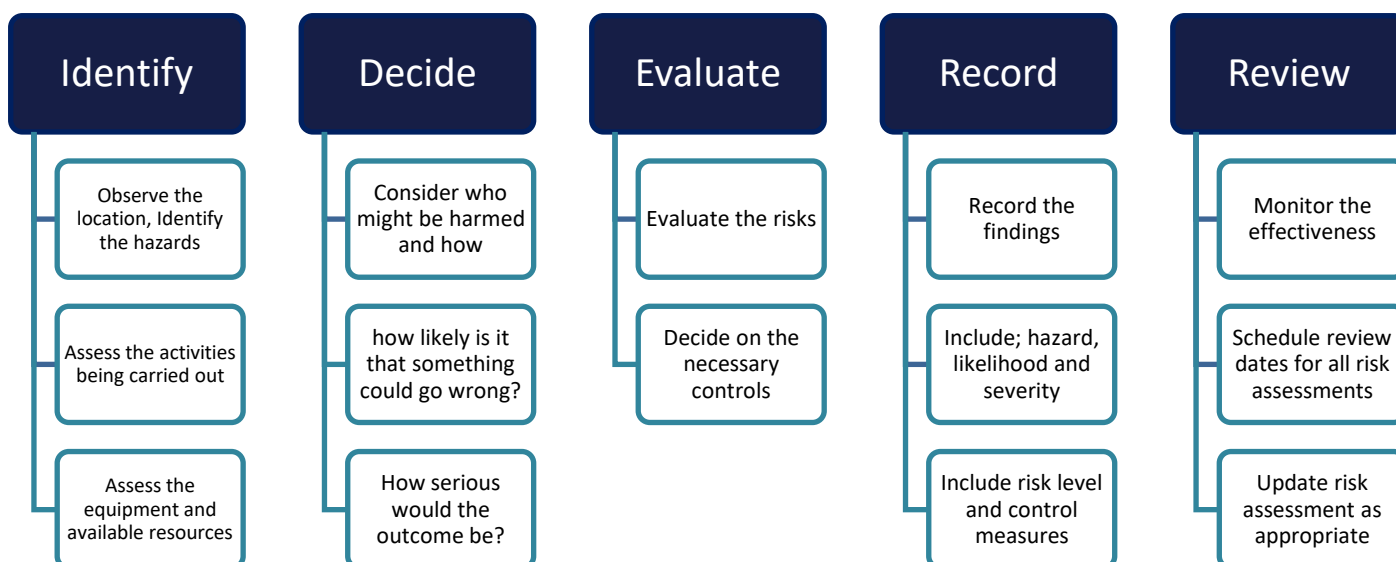 Identify
Observe the
location, Identify
the hazards
Assess the activities
being carried out
Assess the
equipment and
available resources
Decide
Consider who
might be harmed
and how
how likely is it
that something
could go wrong?
How serious
would the
outcome be?
Evaluate
Evaluate the risks
Decide on the
necessary
controls
Record
Record the
findings
Include; hazard,
likelihood and
severity
Include risk level
and control
measures
Review
Monitor the
effectiveness
Schedule review
dates for all risk
assessments
Update risk
assessment as
appropriate